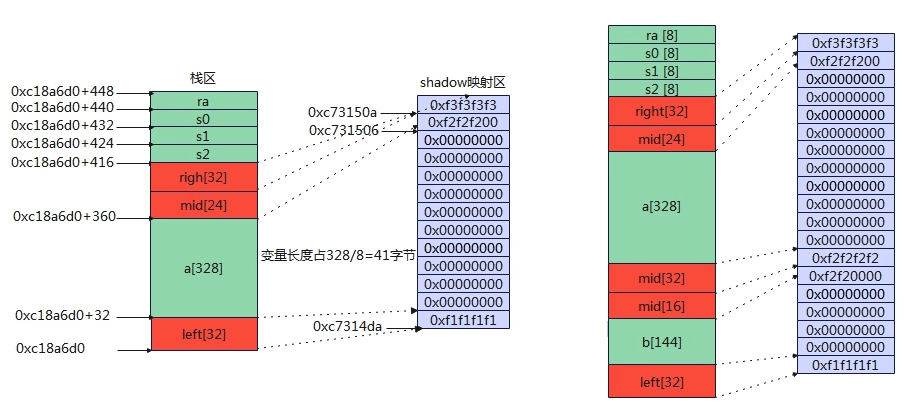 栈区
shadow映射区
0xc18a6d0+448
0xc18a6d0+440
0xc18a6d0+432
0xc18a6d0+424
0xc18a6d0+416
0xc18a6d0+360
0xc18a6d0+32
0xc18a6d0
ra
s0
s1
s2
righ[32]
mid[24]
a[328]
left[32]
变量长度占328/8=41字节
0xc73150a
0xc731506
0xc7314da
0xf3f3f3f3
0xf2f2f200
0x00000000
0x00000000
0x00000000
0x00000000
0x00000000
0x00000000
0x00000000
0x00000000
0x00000000
0x00000000
0xf1f1f1f1
ra [8]
s0 [8]
s1 [8]
s2 [8]
right[32]
mid[24]
a[328]
mid[32]
mid[16]
b[144]
left[32]
0xf3f3f3f3
0xf2f2f200
0x00000000
0x00000000
0x00000000
0x00000000
0x00000000
0x00000000
0x00000000
0x00000000
0x00000000
0x00000000
0xf2f2f2f2
0xf2f20000
0x00000000
0x00000000
0x00000000
0x00000000
0xf1f1f1f1